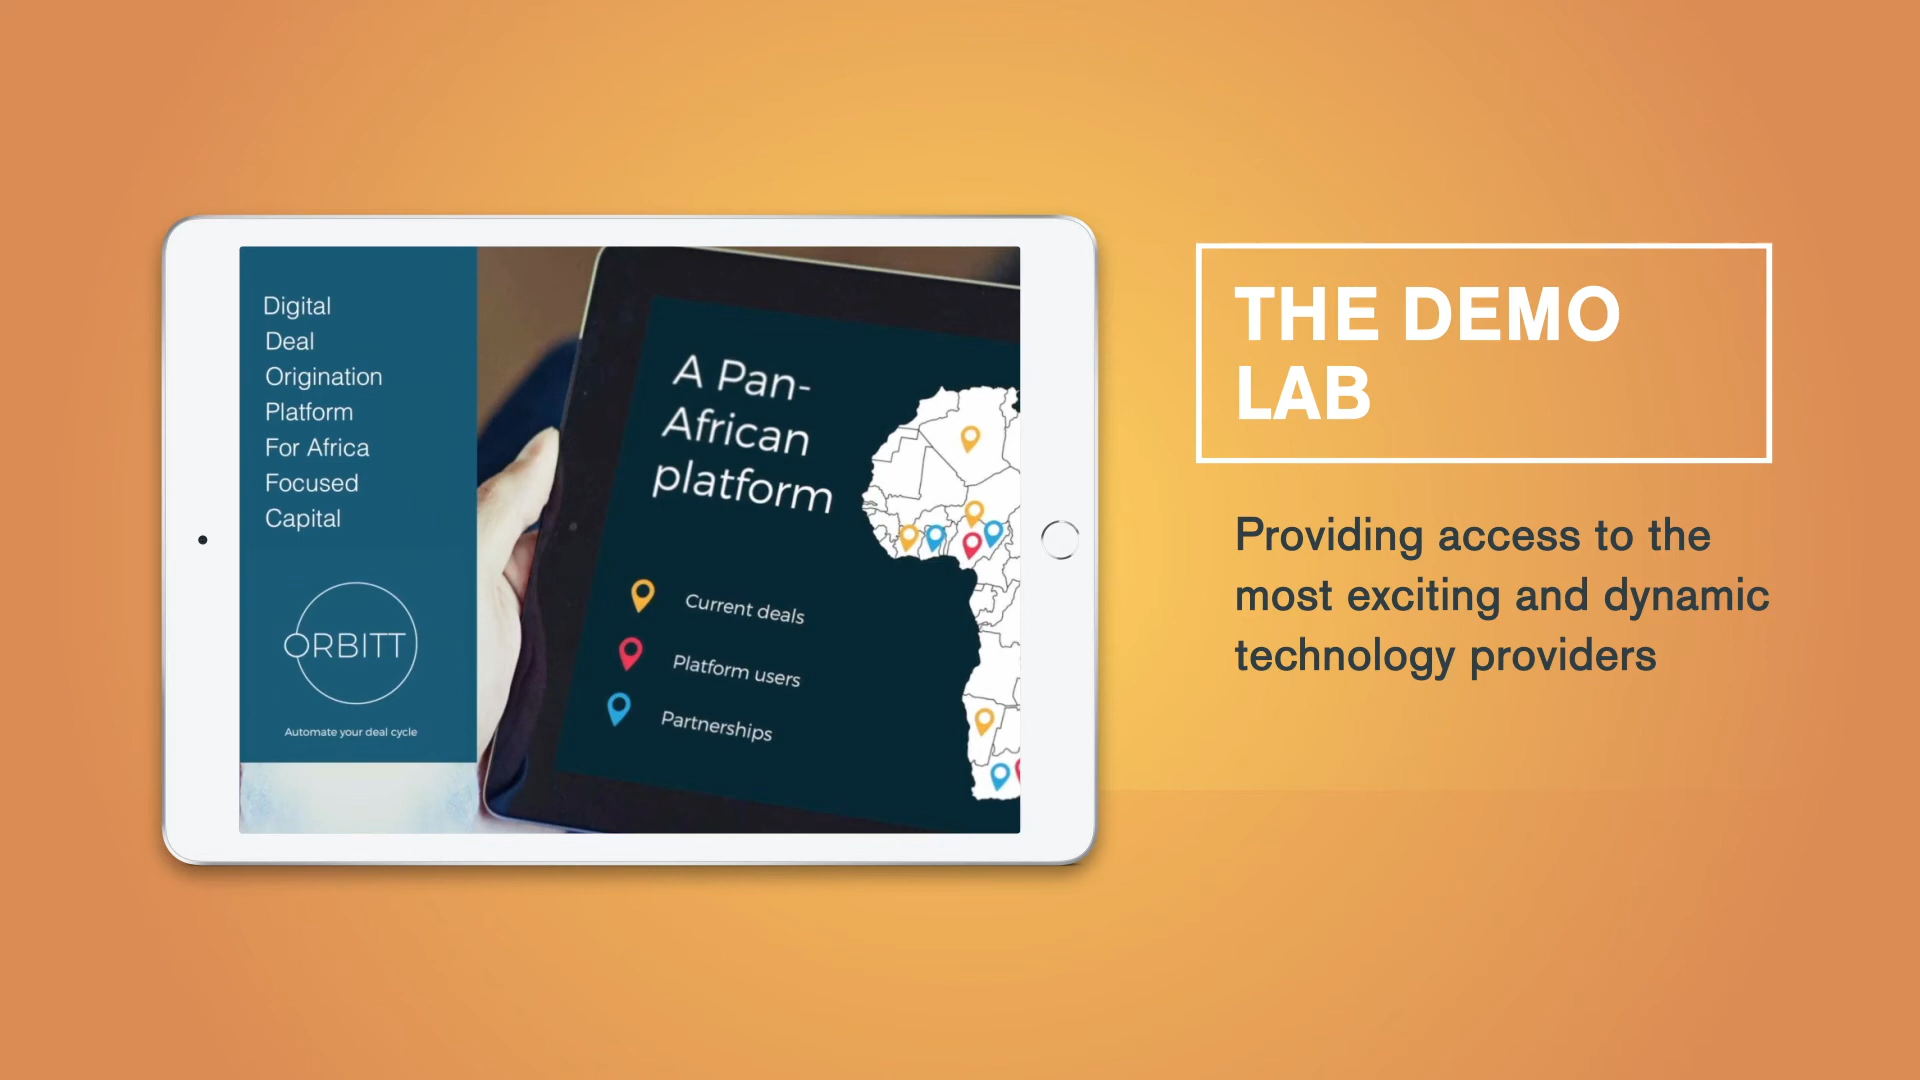 Digital
Deal
Origination
Platform
For Africa
Focused
Capital
ORBITT
Automate your deal cycle
A Pan-
African
platform
Current deals
Platform users
Partnerships
THE DEMO
LAB
Providing access to the
most exciting and dynamic
technology providers